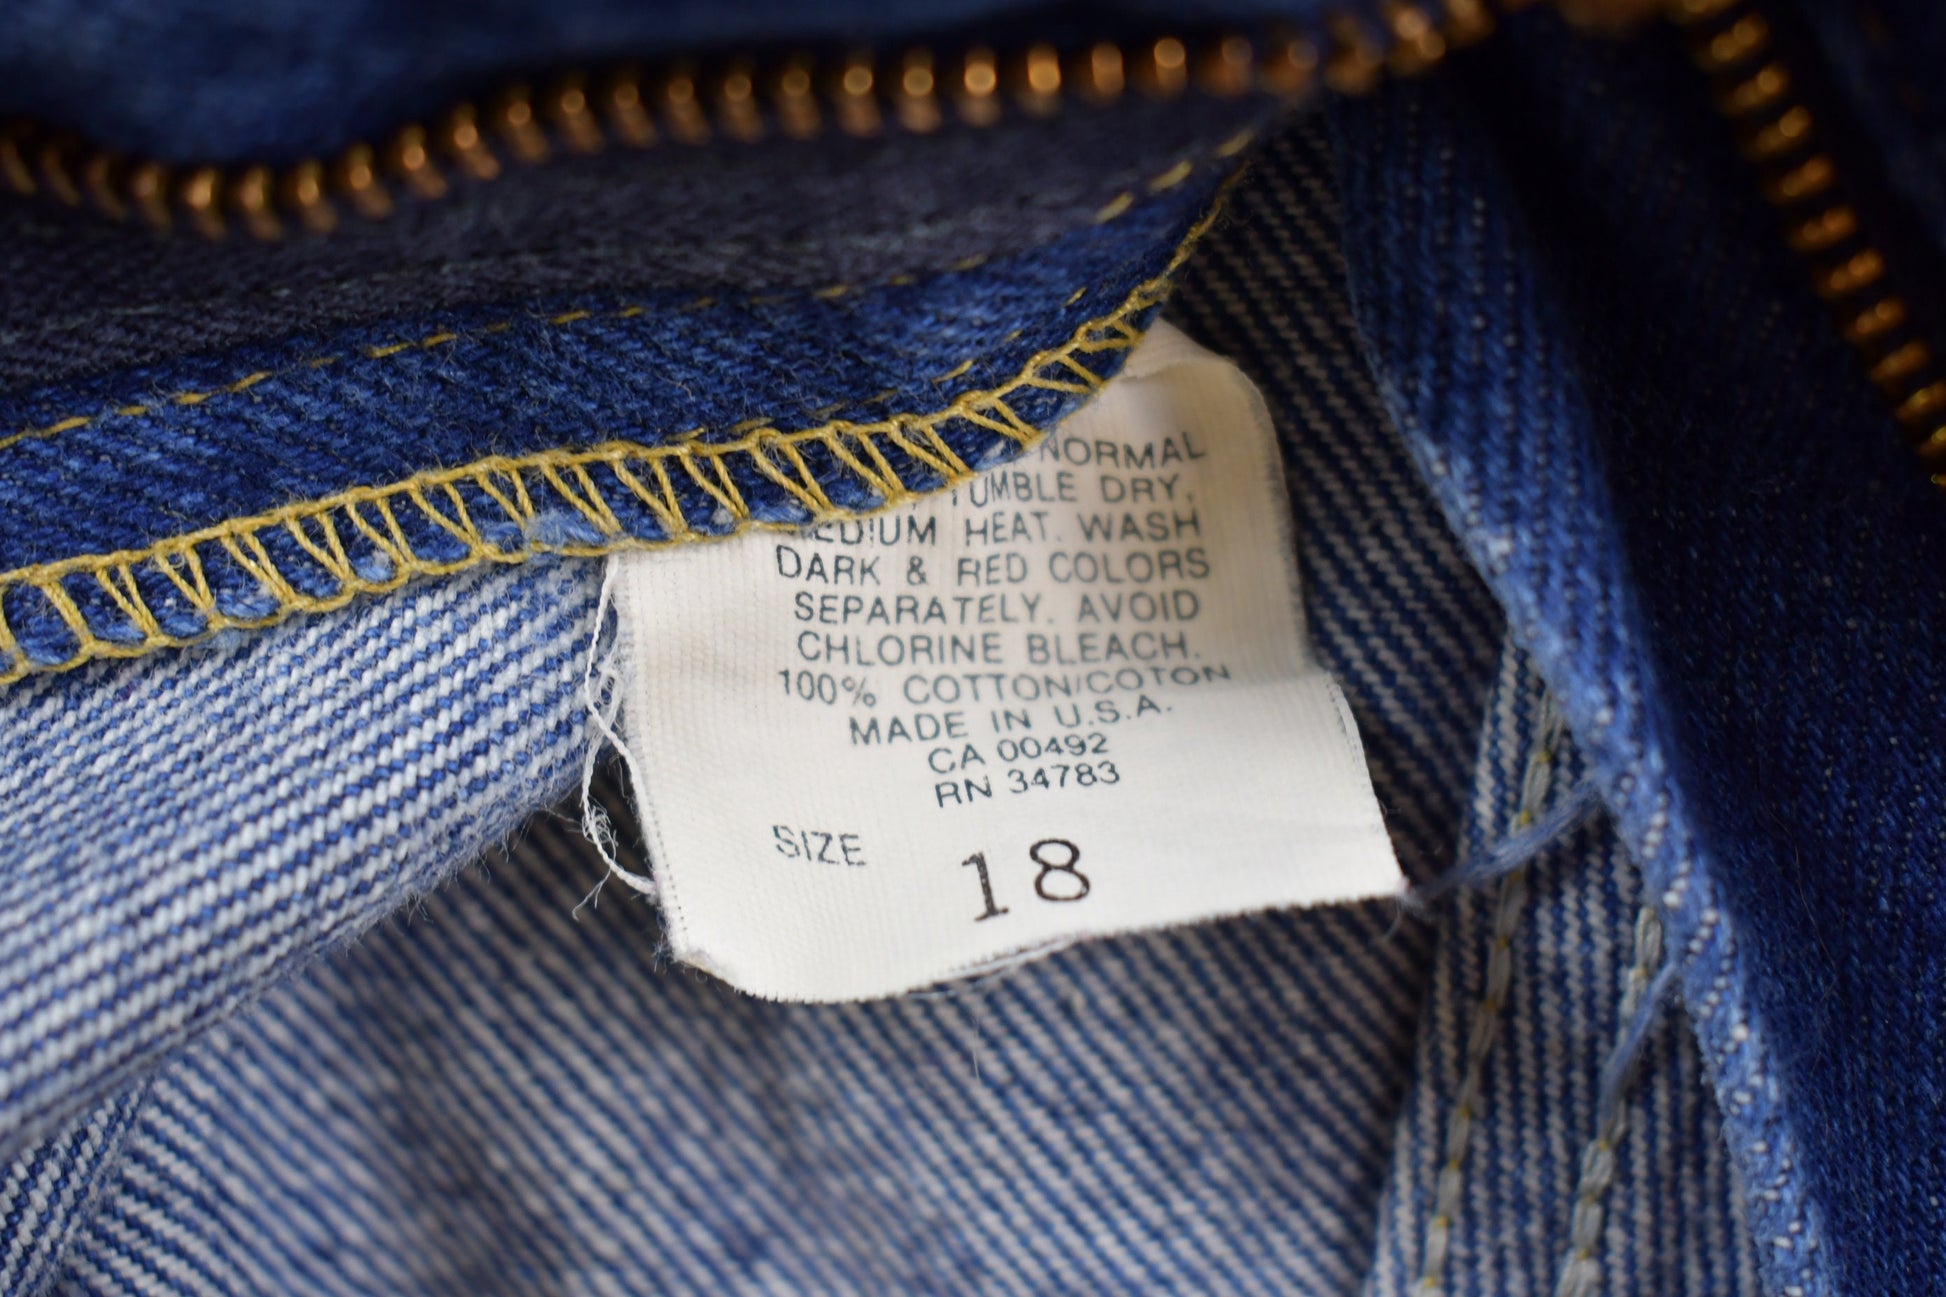 NORMAL
TUMBLE DRY,
MEDIUM HEAT. WASH
DARK & RED COLORS
SEPARATELY. AVOID
CHLORINE BLEACH.
100% COTTON/COTON
MADE IN U.S.A.
CA 00492
RN 34783
SIZE 18